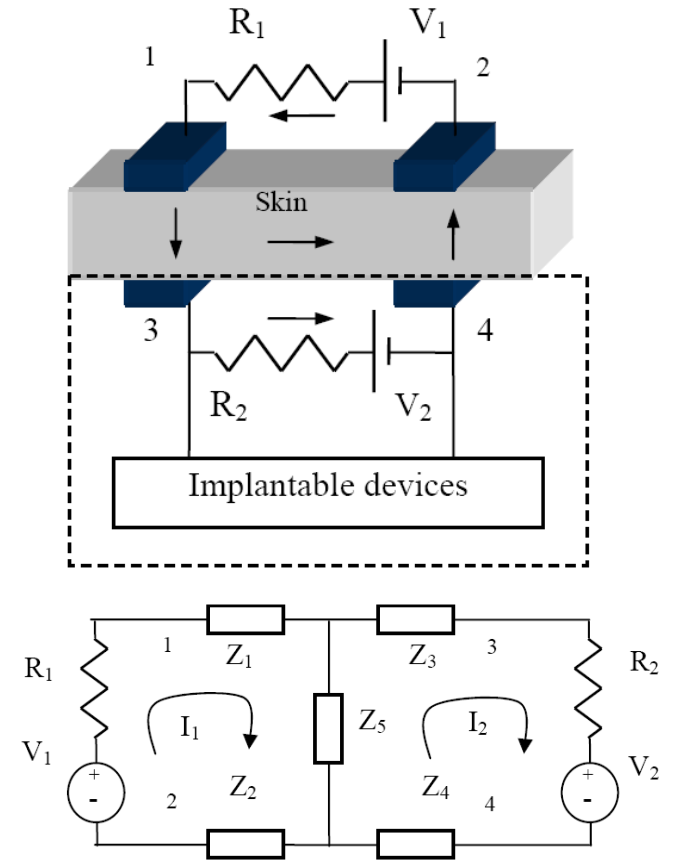 R₁ V₁
1 2
Skin
3 4
R₂ V₂
Implantable devices
1 Z₁ Z₃ 3
R₁ R₂
I₁ Z₅ I₂
V₁ V₂
+ +
- -
2 Z₂ Z₄ 4